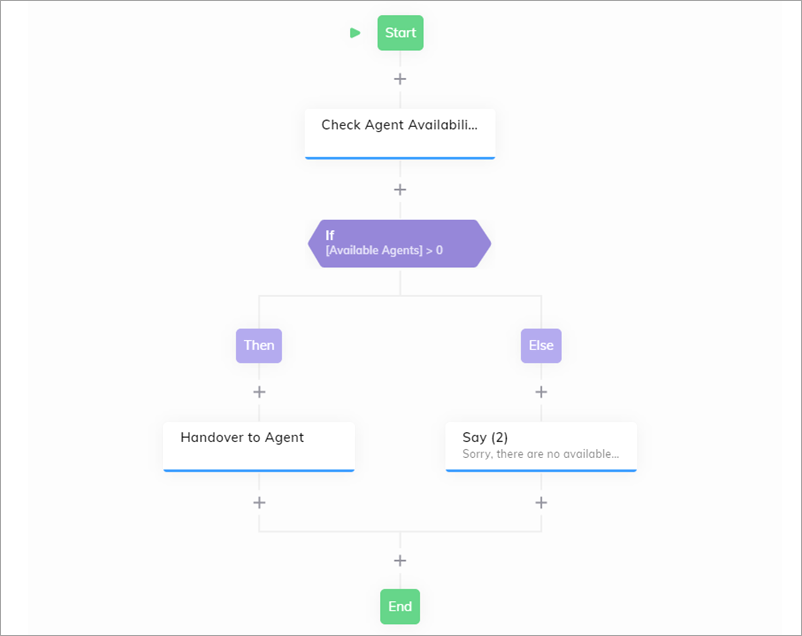 Start
Check Agent Availabili...
If
[Available Agents] > 0
Then
Else
Handover to Agent
Say (2)
Sorry, there are no available...
End